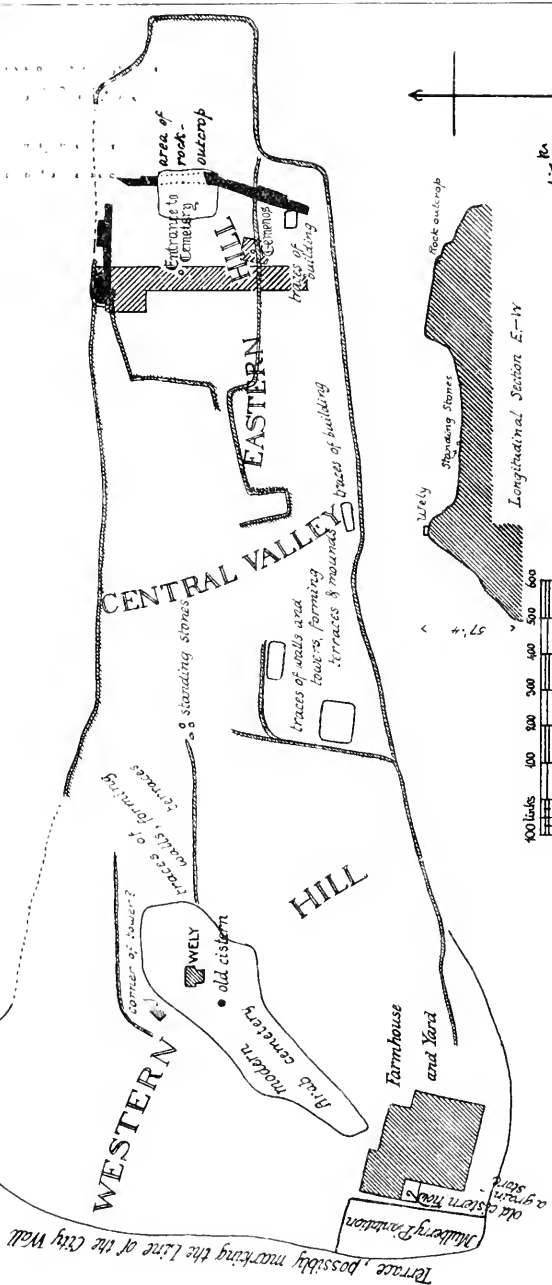 Terrace, possibly marking the Line of the City Wall
WESTERN
HILL
corner of tower?
traces of
walls, forming
terraces
WELY
old cistern
modern
Arab cemetery
Mulberry Plantation
old cistern now
a grain
store
Farmhouse
and Yard
standing stones
CENTRAL VALLEY
traces of walls and
towers, forming
terraces & mounds
traces of building
EASTERN
HILL
Entrance to
Cemetery
area of
rock-
outcrop
Temenos
traces of
building
Wely
Standing Stones
Rock outcrop
Longitudinal Section E.-W
100 links
100
200
300
400
500
600